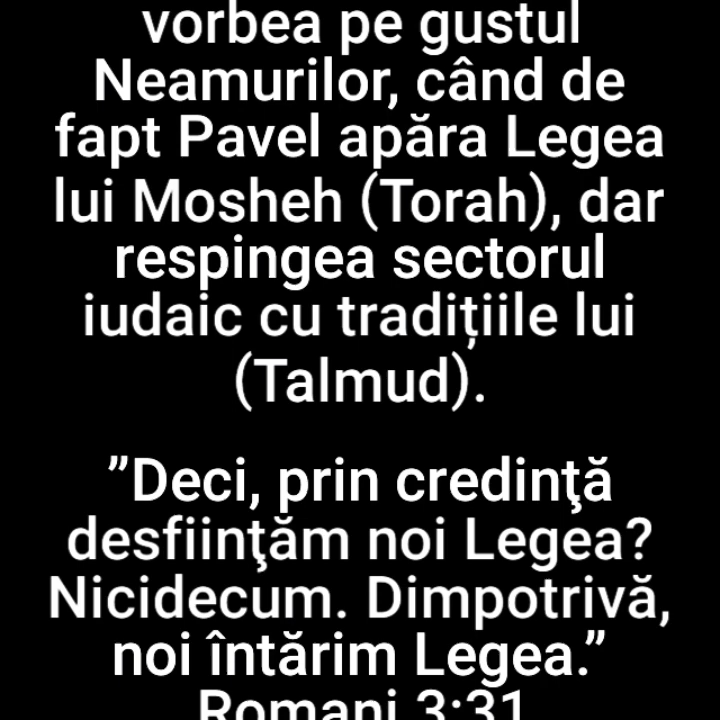 vorbea pe gustul
Neamurilor, când de
fapt Pavel apăra Legea
lui Mosheh (Torah), dar
respingea sectorul
iudaic cu tradițiile lui
(Talmud).
”Deci, prin credinţă
desfiinţăm noi Legea?
Nicidecum. Dimpotrivă,
noi întărim Legea.”
Romani 3:31